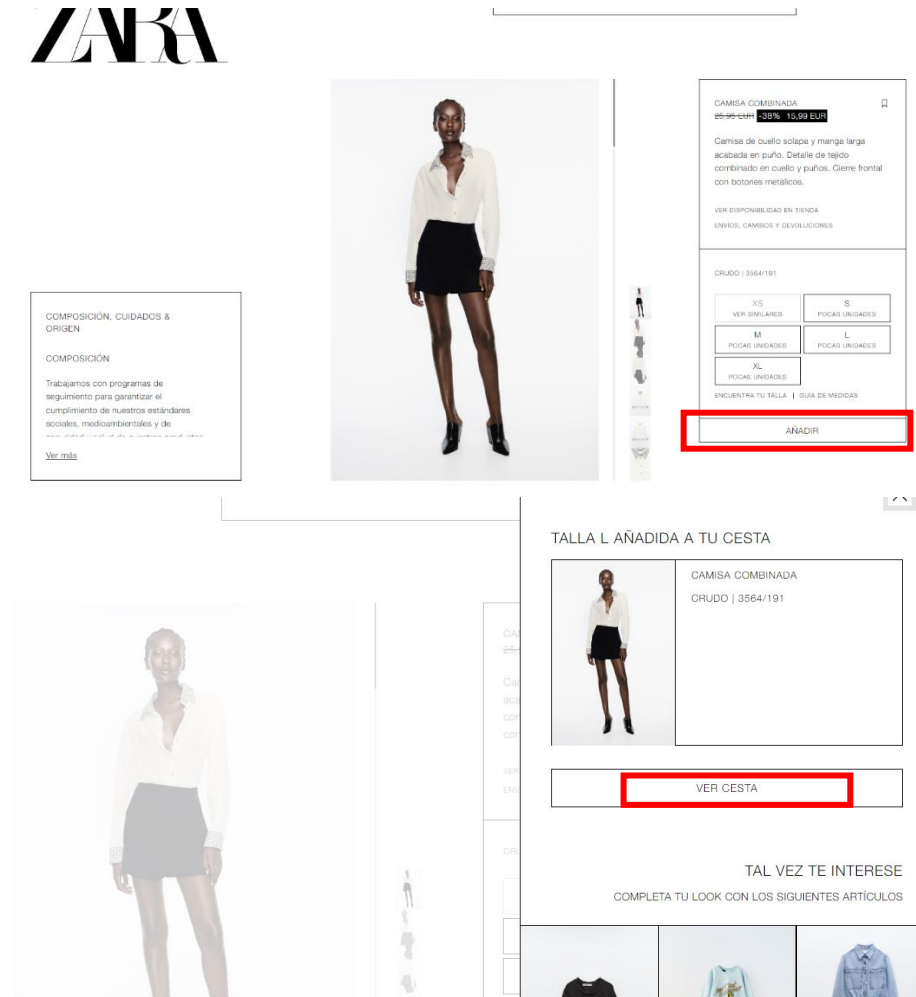 ZARA
CAMISA COMBINADA
25,95 EUR -38% 15,99 EUR
Camisa de cuello solapa y manga larga
acabada en puño. Detalle de tejido
combinado en cuello y puños. Cierre frontal
con botones metálicos.
VER DISPONIBILIDAD EN TIENDA
ENVÍOS, CAMBIOS Y DEVOLUCIONES
CRUDO | 3564/191
XS
VER SIMILARES
S
POCAS UNIDADES
M
POCAS UNIDADES
L
POCAS UNIDADES
XL
POCAS UNIDADES
ENCUENTRA TU TALLA | GUÍA DE MEDIDAS
AÑADIR
COMPOSICIÓN, CUIDADOS &
ORIGEN
COMPOSICIÓN
Trabajamos con programas de
seguimiento para garantizar el
cumplimiento de nuestros estándares
sociales, medioambientales y de
Ver más
TALLA L AÑADIDA A TU CESTA
CAMISA COMBINADA
CRUDO | 3564/191
VER CESTA
TAL VEZ TE INTERESE
COMPLETA TU LOOK CON LOS SIGUIENTES ARTÍCULOS